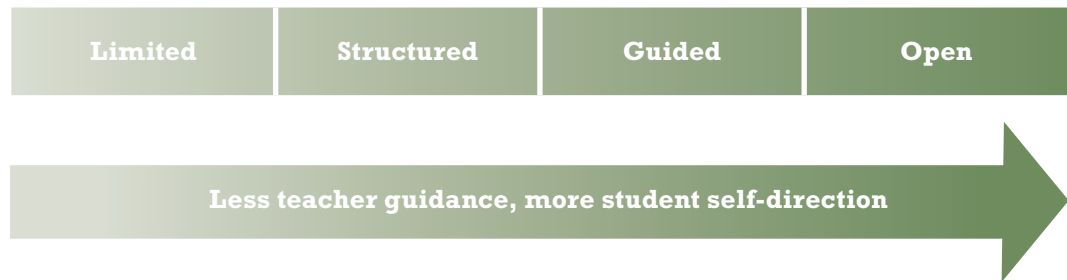 Limited Structured Guided Open
Less teacher guidance, more student self-direction